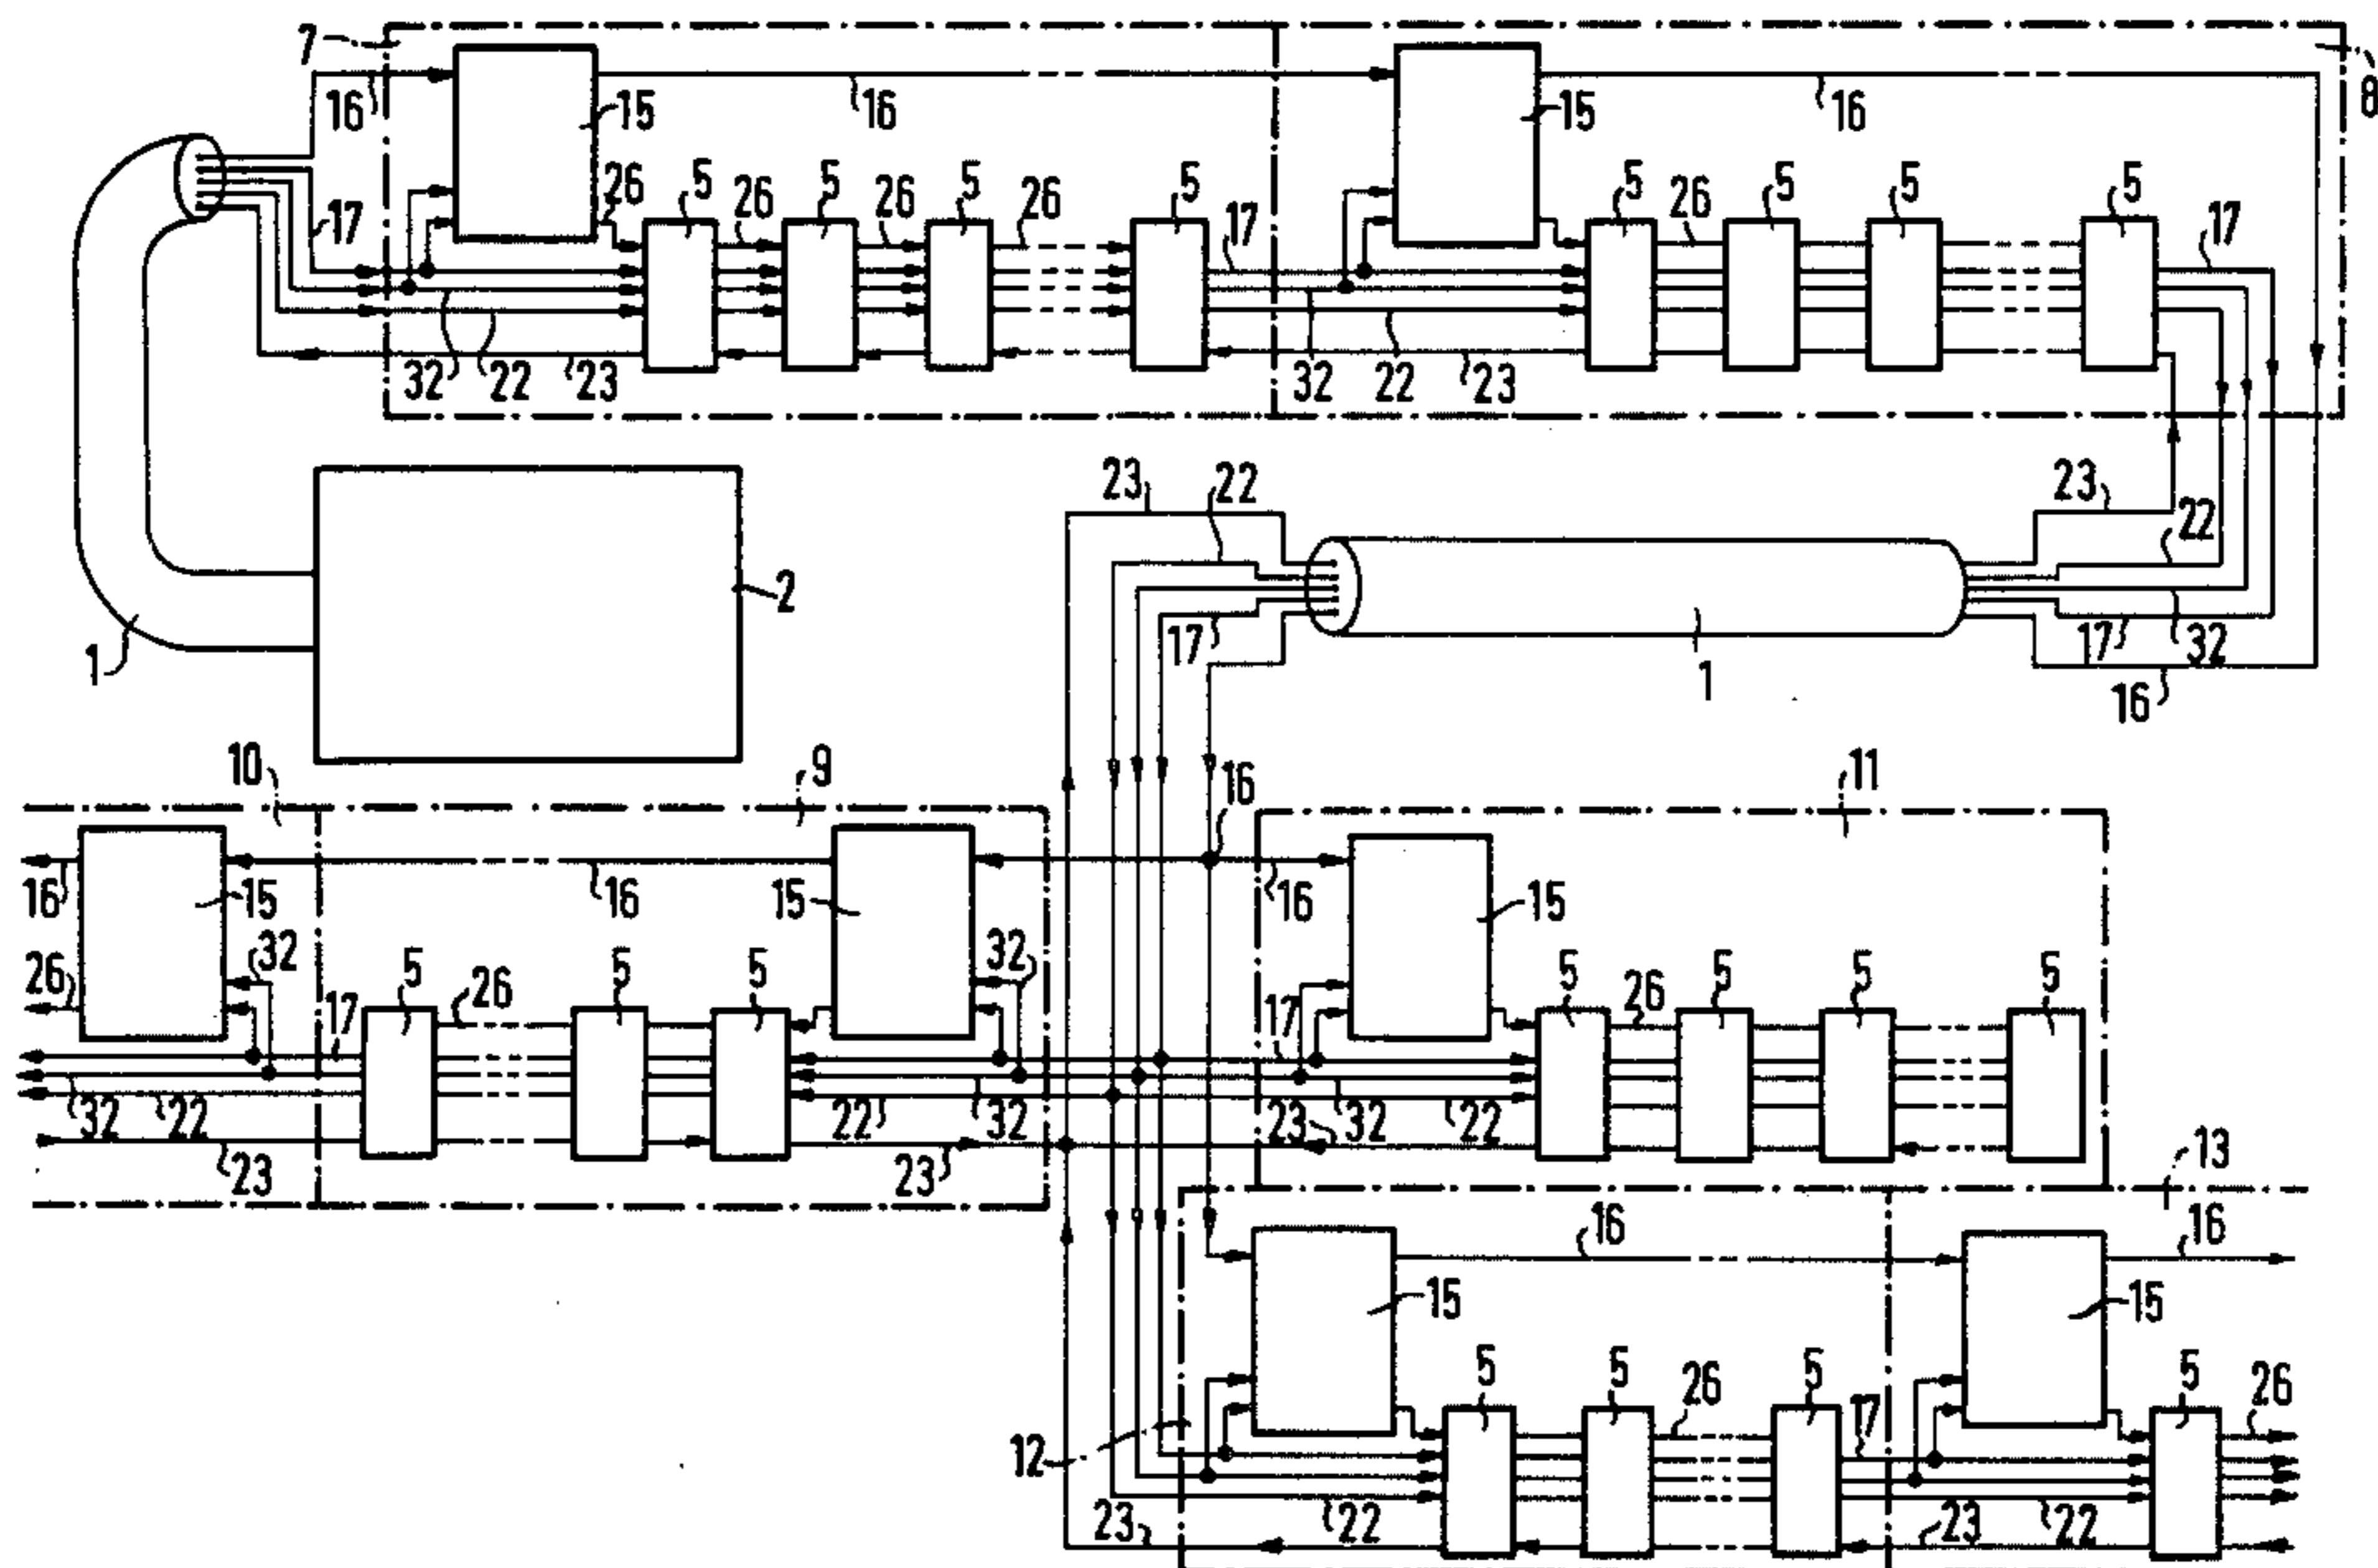 7
16 15 16 15 16 8
26 5 26 5 26 5 26 5 17 5 26 5 5 5 17
17
32 22 23 32 22 23
23 22 23 22
2
1 17 1 17 32
16
10 9 16 11
16 15 16 15 16 15
26 32 17 5 26 5 5 32 17 5 26 5 5 5
32 22 23 22 32 23 23 32 22 13
16 16
15 15
5 5 26 5 17 5 26
12
23 22 23 22